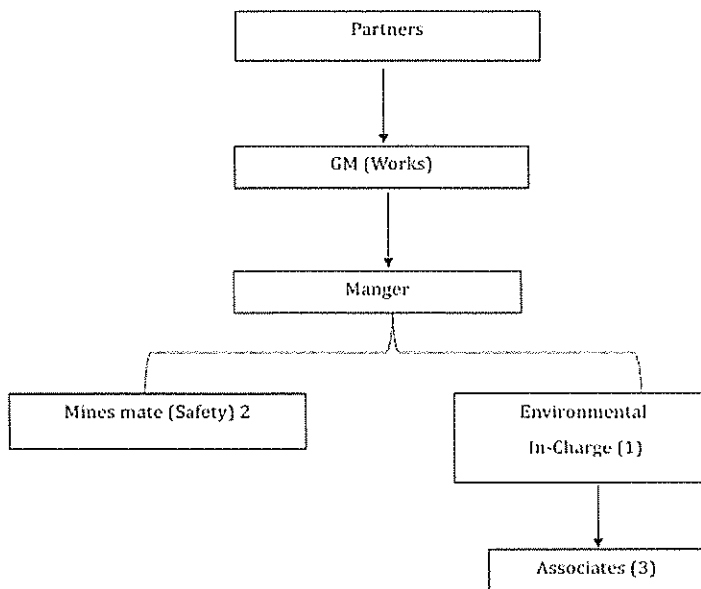 Partners
GM (Works)
Manger
Mines mate (Safety) 2
Environmental
In-Charge (1)
Associates (3)